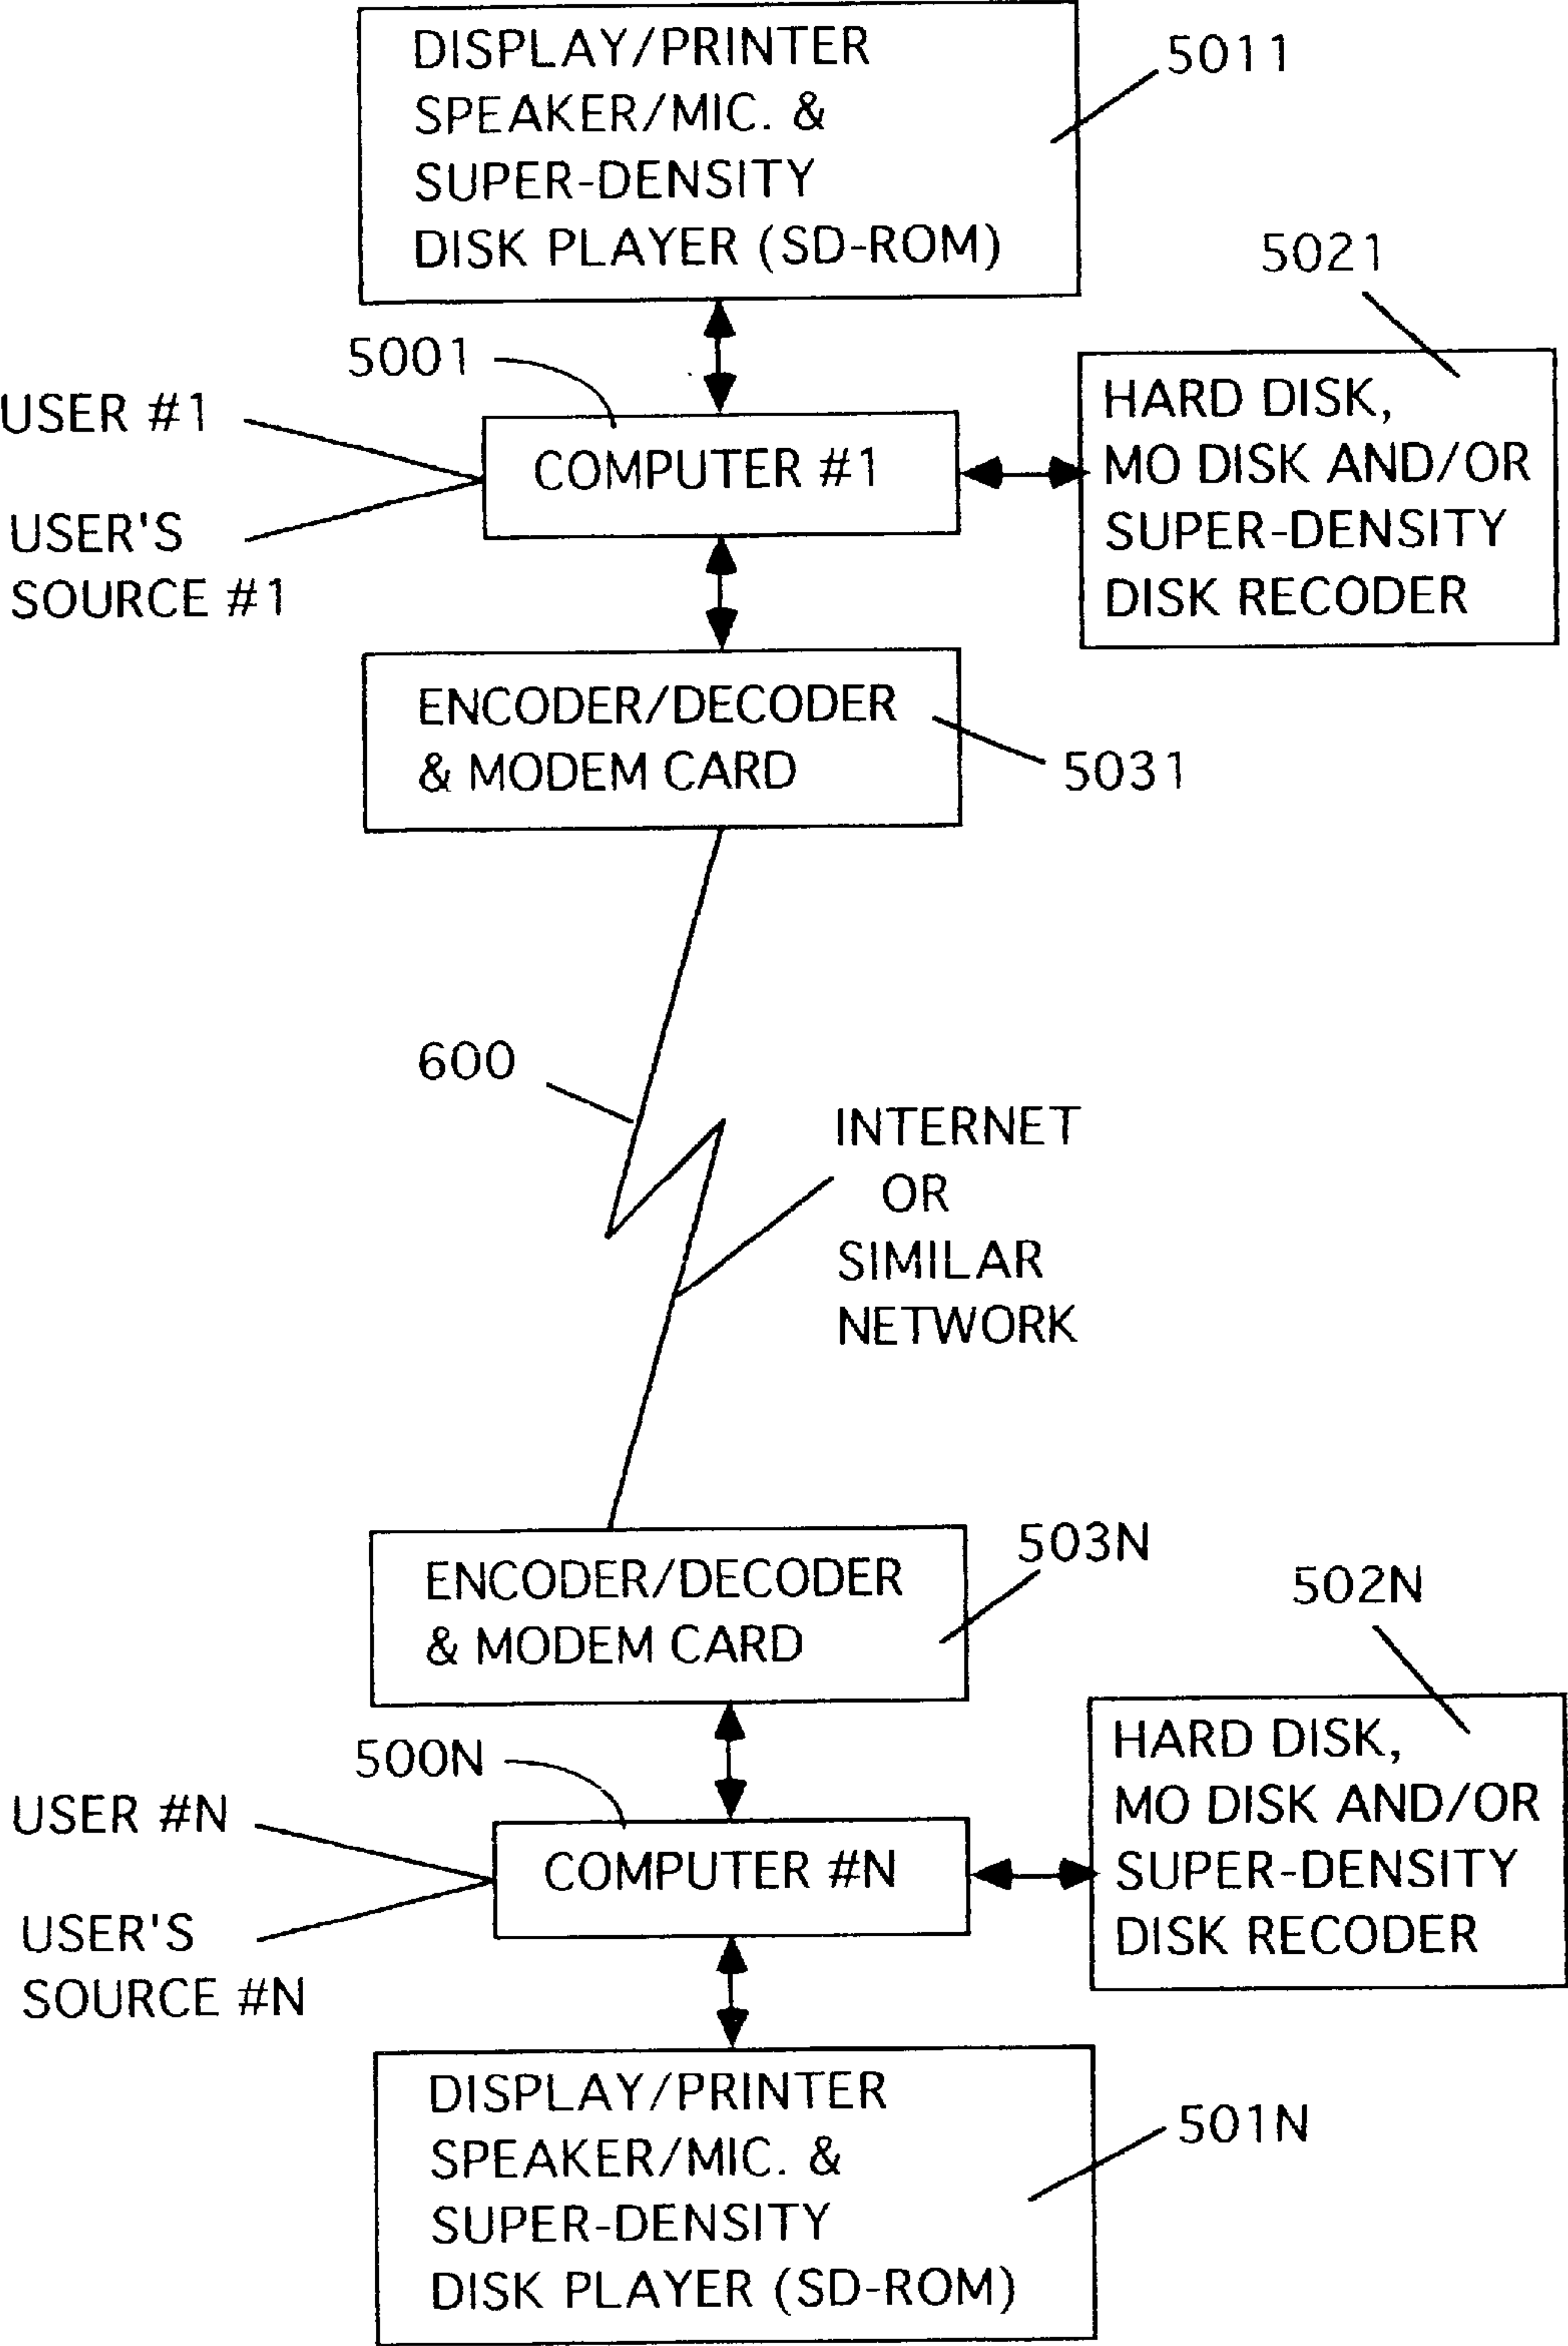 DISPLAY/PRINTER
SPEAKER/MIC. &
SUPER-DENSITY
DISK PLAYER (SD-ROM)
5011
5021
5001
USER #1
USER'S
SOURCE #1
COMPUTER #1
HARD DISK,
MO DISK AND/OR
SUPER-DENSITY
DISK RECODER
ENCODER/DECODER
& MODEM CARD
5031
600
INTERNET
OR
SIMILAR
NETWORK
ENCODER/DECODER
& MODEM CARD
503N
502N
500N
USER #N
USER'S
SOURCE #N
COMPUTER #N
HARD DISK,
MO DISK AND/OR
SUPER-DENSITY
DISK RECODER
DISPLAY/PRINTER
SPEAKER/MIC. &
SUPER-DENSITY
DISK PLAYER (SD-ROM)
501N